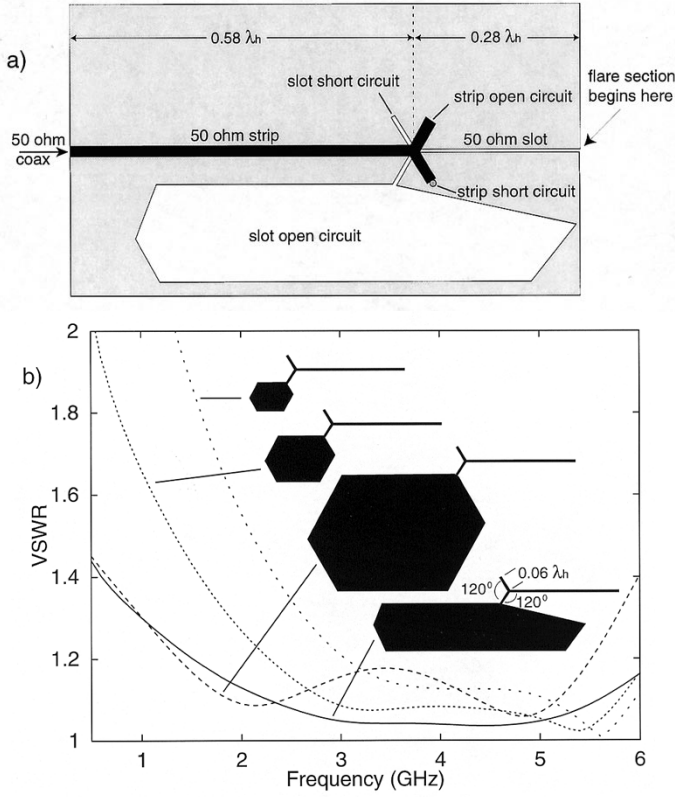 a)
0.58 λh
0.28 λh
slot short circuit
strip open circuit
flare section
begins here
50 ohm
coax
50 ohm strip
50 ohm slot
strip short circuit
slot open circuit
b)
VSWR
2
1.8
1.6
1.4
1.2
1
0.06 λh
120°
120°
1
2
3
4
5
6
Frequency (GHz)